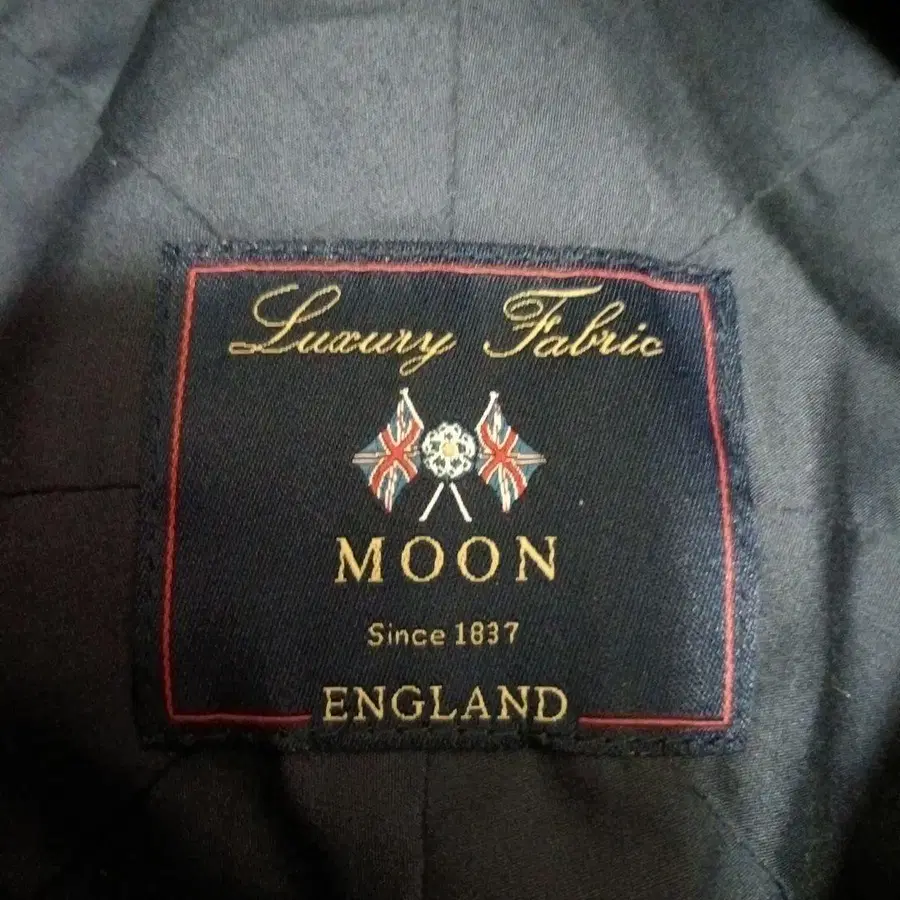 Luxury Fabric
MOON
Since 1837
ENGLAND